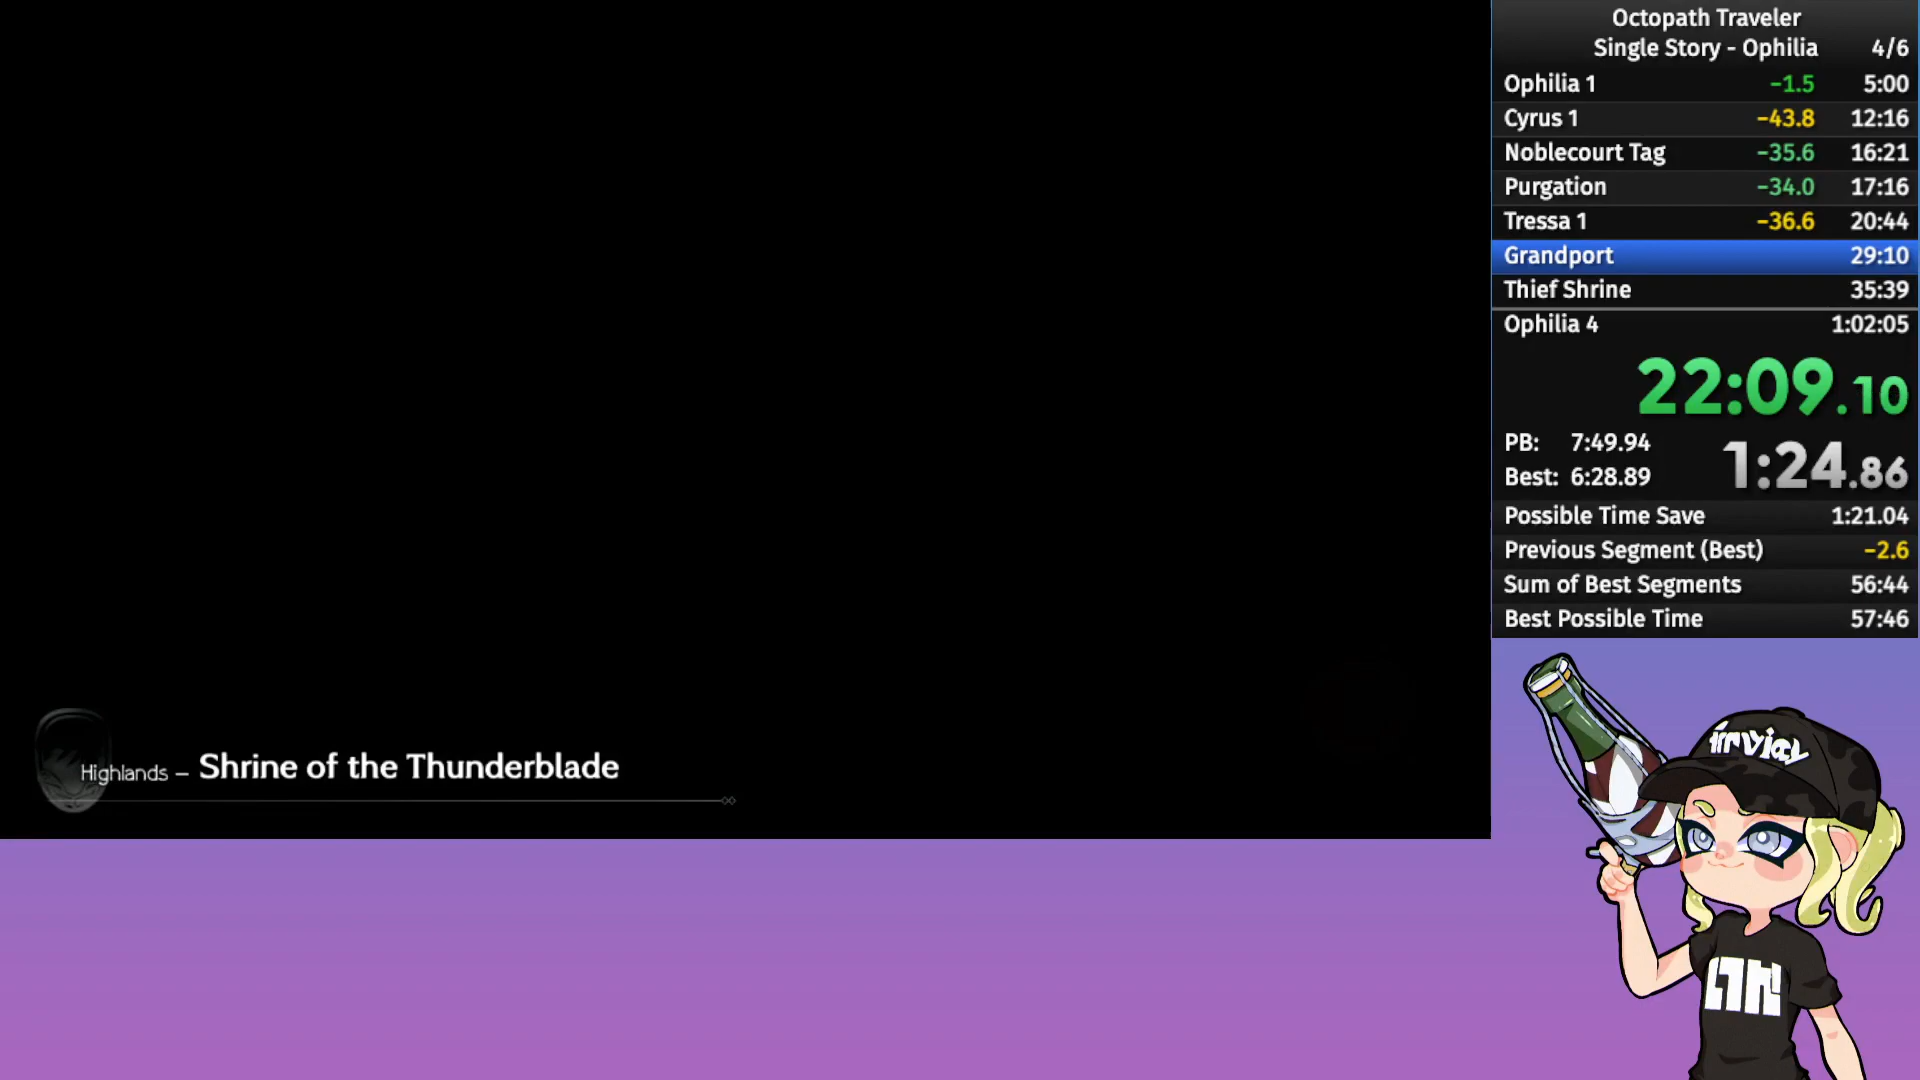 Octopath Traveler
Single Story - Ophilia 4/6
Ophilia 1 -1.5 5:00
Cyrus 1 -43.8 12:16
Noblecourt Tag -35.6 16:21
Purgation -34.0 17:16
Tressa 1 -36.6 20:44
Grandport 29:10
Thief Shrine 35:39
Ophilia 4 1:02:05
22:09.10
PB: 7:49.94
Best: 6:28.89
1:24.86
Possible Time Save 1:21.04
Previous Segment (Best) -2.6
Sum of Best Segments 56:44
Best Possible Time 57:46
Highlands – Shrine of the Thunderblade